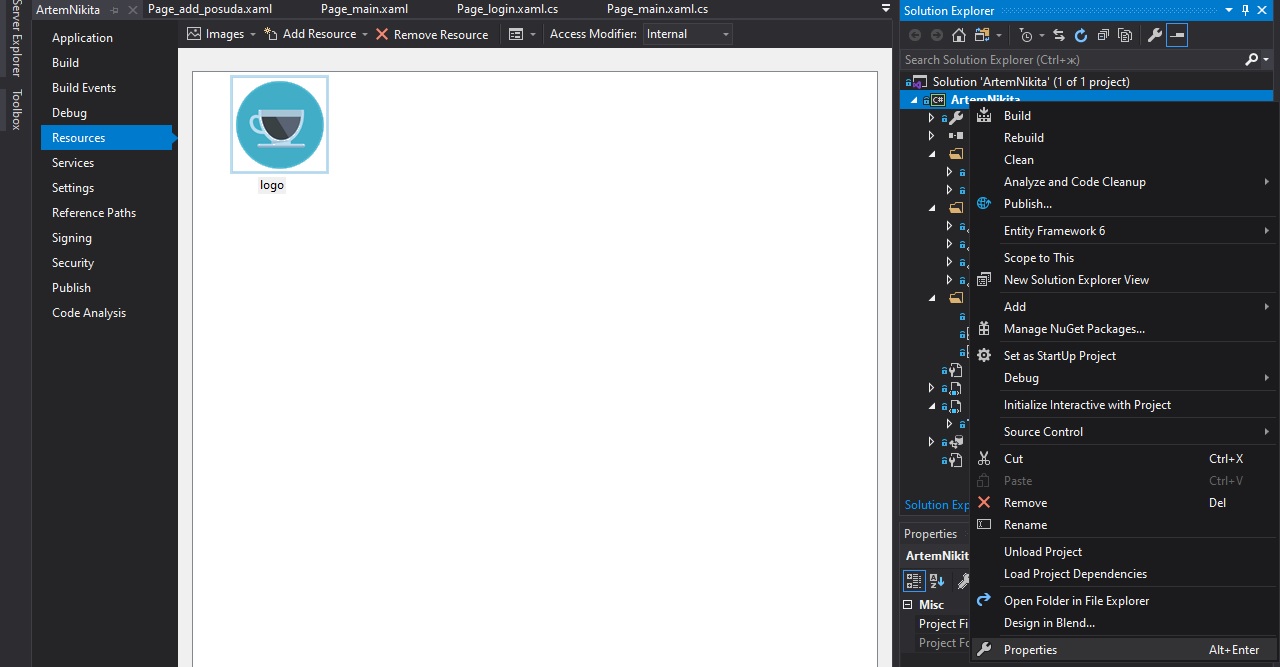 Server Explorer
Toolbox
ArtemNikita
Page_add_posuda.xaml
Page_main.xaml
Page_login.xaml.cs
Page_main.xaml.cs
Application
Build
Build Events
Debug
Resources
Services
Settings
Reference Paths
Signing
Security
Publish
Code Analysis
Images
Add Resource
Remove Resource
Access Modifier:
Internal
logo
Solution Explorer
Search Solution Explorer (Ctrl+ж)
Solution 'ArtemNikita' (1 of 1 project)
C# ArtemNikita
Build
Rebuild
Clean
Analyze and Code Cleanup
Publish...
Entity Framework 6
Scope to This
New Solution Explorer View
Add
Manage NuGet Packages...
Set as StartUp Project
Debug
Initialize Interactive with Project
Source Control
Cut Ctrl+X
Paste Ctrl+V
Remove Del
Rename
Unload Project
Load Project Dependencies
Open Folder in File Explorer
Design in Blend...
Properties Alt+Enter
Solution Exp
Properties
ArtemNikit
Misc
Project Fi
Project Fo